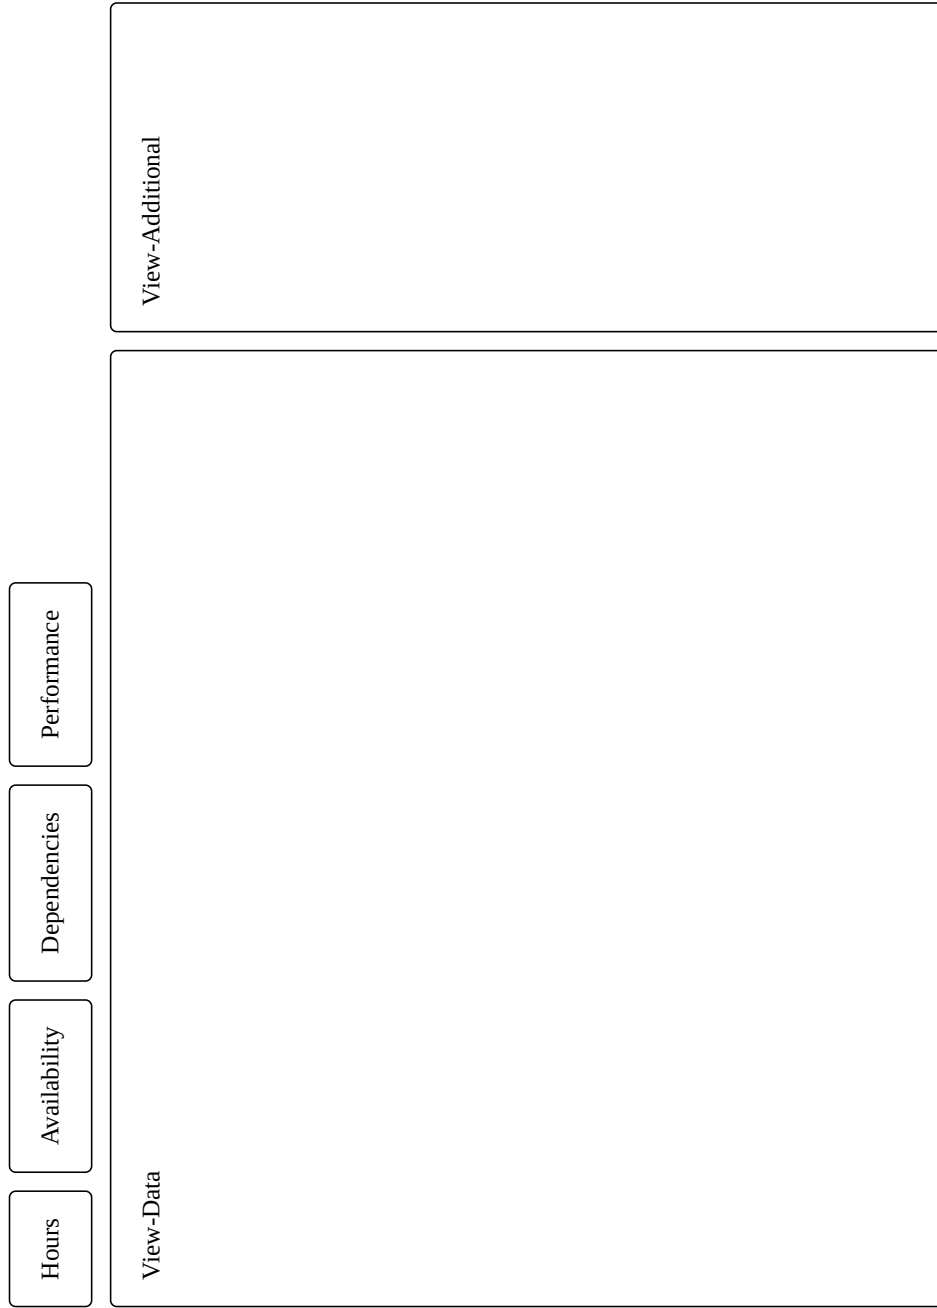 Hours
Availability
Dependencies
Performance
View-Data
View-Additional